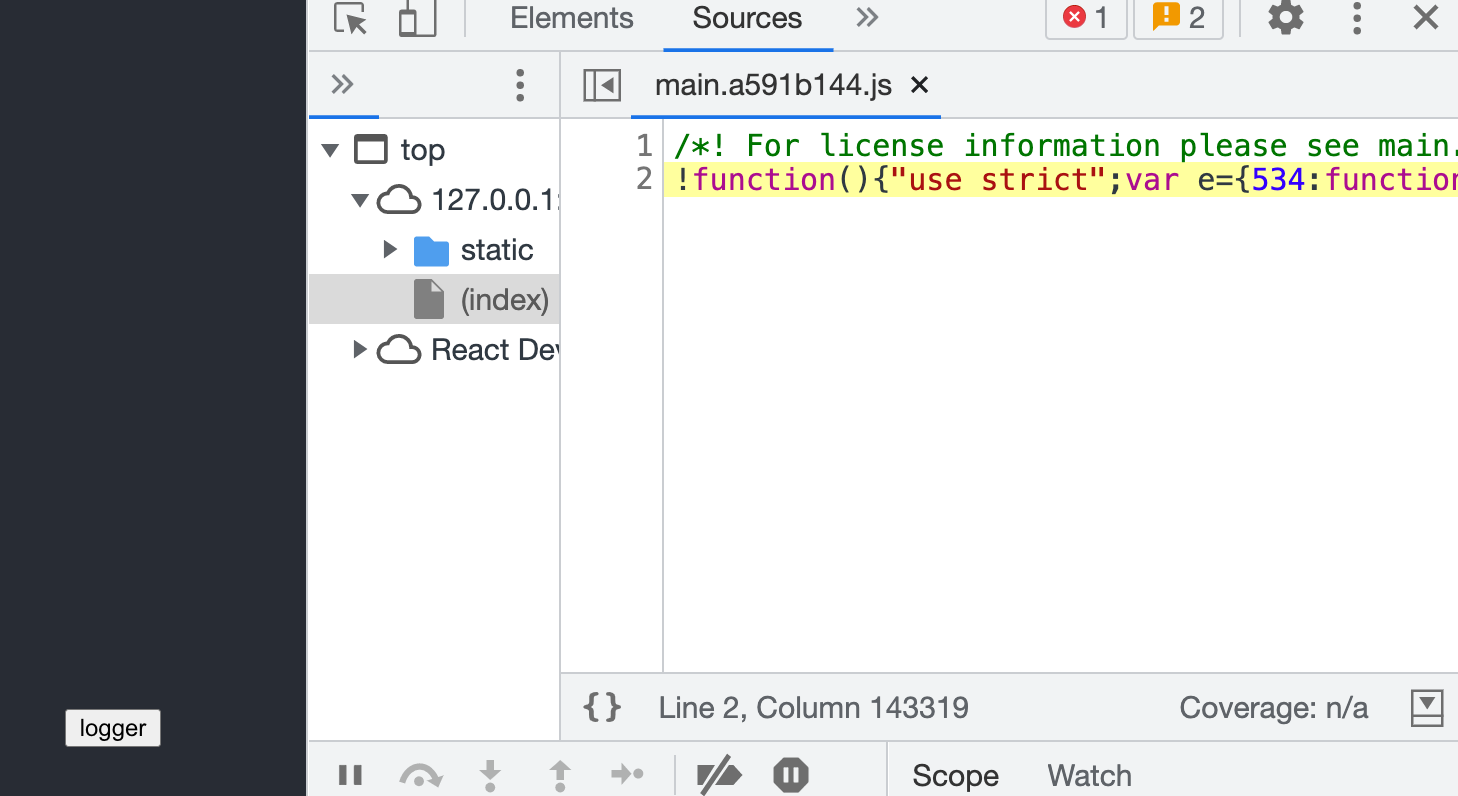 Elements Sources 1 2
main.a591b144.js
top
127.0.0.1:
static
(index)
React Dev
1 /*! For license information please see main.
2 !function(){"use strict";var e={534:function
{} Line 2, Column 143319 Coverage: n/a
logger
Scope Watch